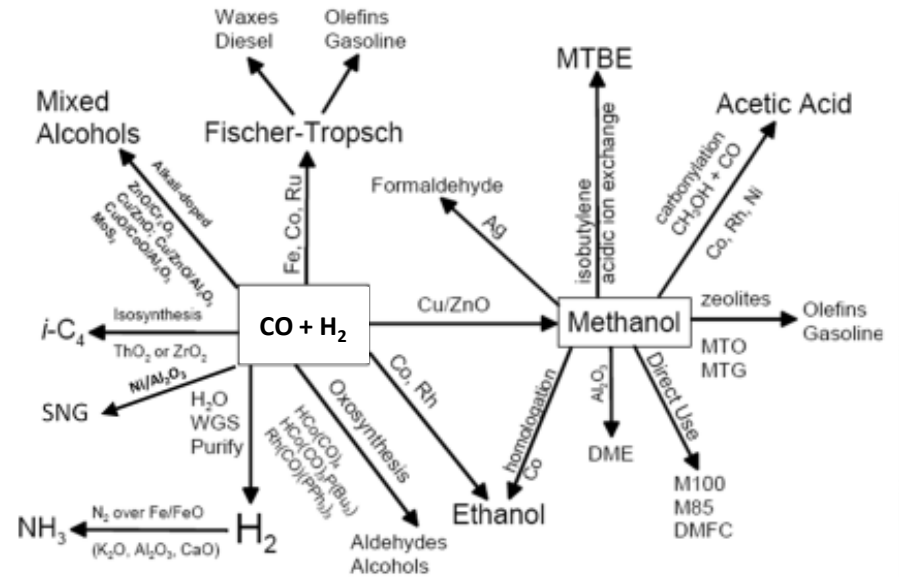 Waxes
Diesel
Olefins
Gasoline
MTBE
Mixed
Alcohols
Fischer-Tropsch
Acetic Acid
Alkali-doped
ZnO/Cr₂O₃
Cu/ZnO; Cu/ZnO/Al₂O₃
CuO/CoO/Al₂O₃
MoS₂
Fe, Co, Ru
Formaldehyde
Ag
isobutylene
acidic ion exchange
carbonylation
CH₃OH + CO
Co, Rh, Ni
CO + H₂
Cu/ZnO
Methanol
zeolites
Olefins
Gasoline
MTO
MTG
i-C₄
Isosynthesis
ThO₂ or ZrO₂
Ni/Al₂O₃
SNG
H₂O
WGS
Purify
Oxosynthesis
HCo(CO)₄
HCo(CO)₃P(Bu₃)
Rh(CO)(PPh₃)₃
Co, Rh
homologation
Co
Al₂O₃
Direct Use
DME
M100
M85
DMFC
Ethanol
NH₃
N₂ over Fe/FeO
(K₂O, Al₂O₃, CaO)
H₂
Aldehydes
Alcohols